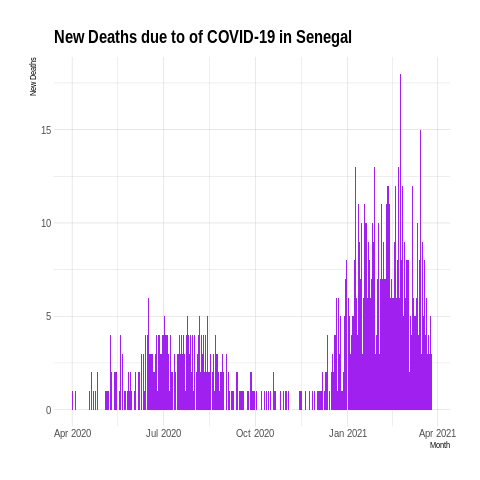 New Deaths due to of COVID-19 in Senegal
New Deaths
15
10
5
0
Apr 2020 Jul 2020 Oct 2020 Jan 2021 Apr 2021
Month